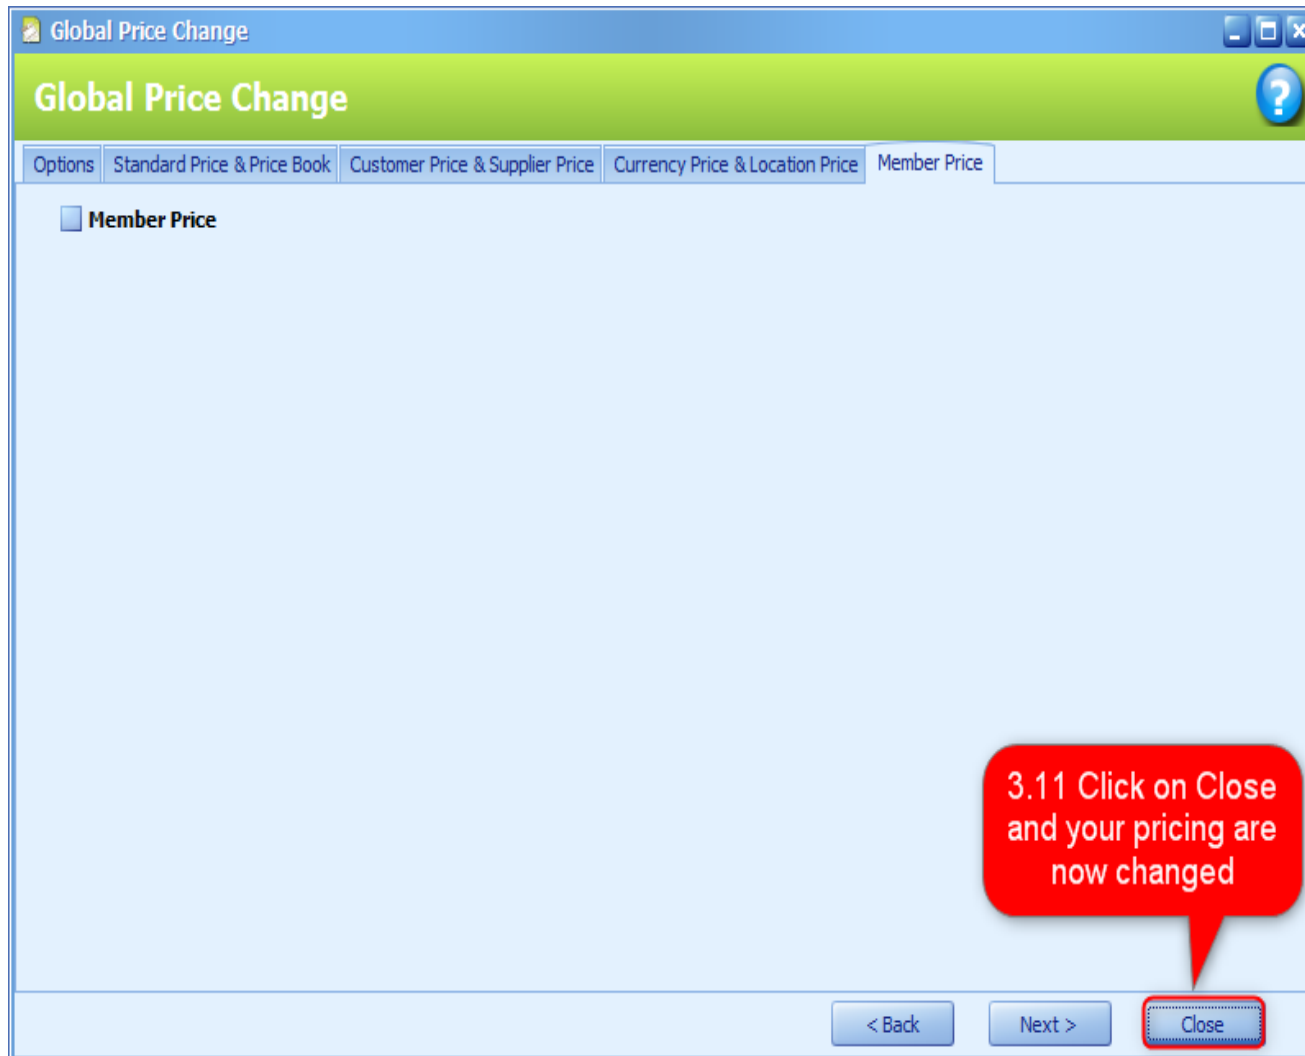 Global Price Change
Global Price Change
?
Options Standard Price & Price Book Customer Price & Supplier Price Currency Price & Location Price Member Price
Member Price
3.11 Click on Close
and your pricing are
now changed
< Back Next > Close